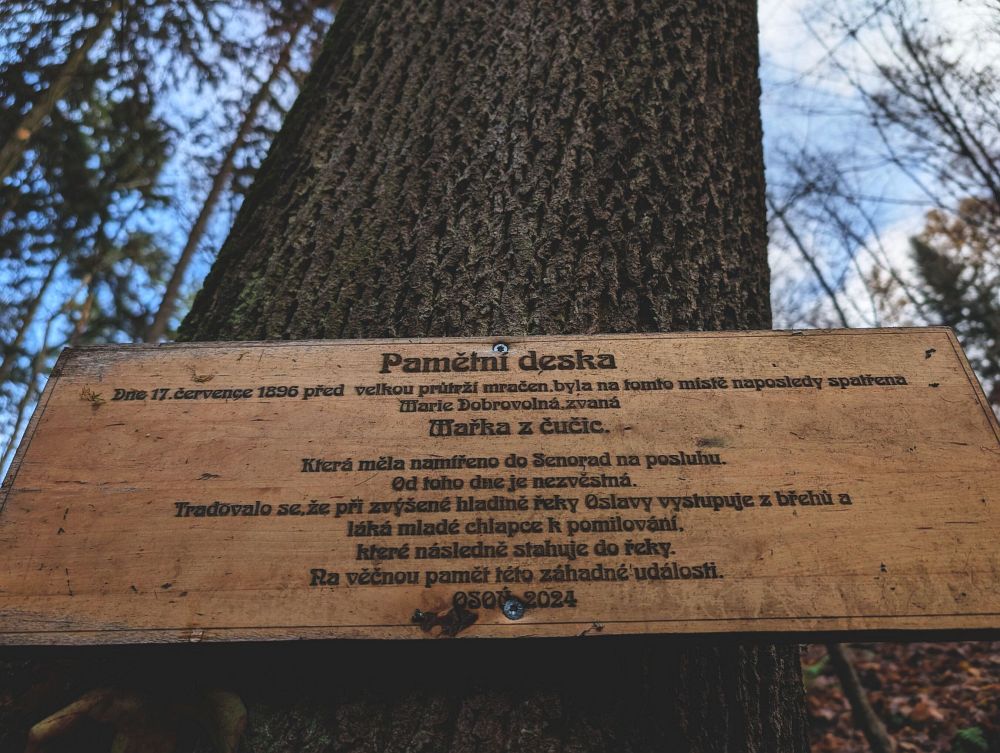 Pamětní deska
Dne 17.července 1896 před velkou průtrží mračen,byla na tomto místě naposledy spatřena
Marie Dobrovolná,zvaná
Mařka z čučic.
Která měla namířeno do Senorad na posluhu.
Od toho dne je nezvěstná.
Tradovalo se,že při zvýšené hladině řeky Oslavy vystupuje z břehů a
láká mladé chlapce k pomilování,
které následně stahuje do řeky.
Na věčnou paměť této záhadné události.
2024